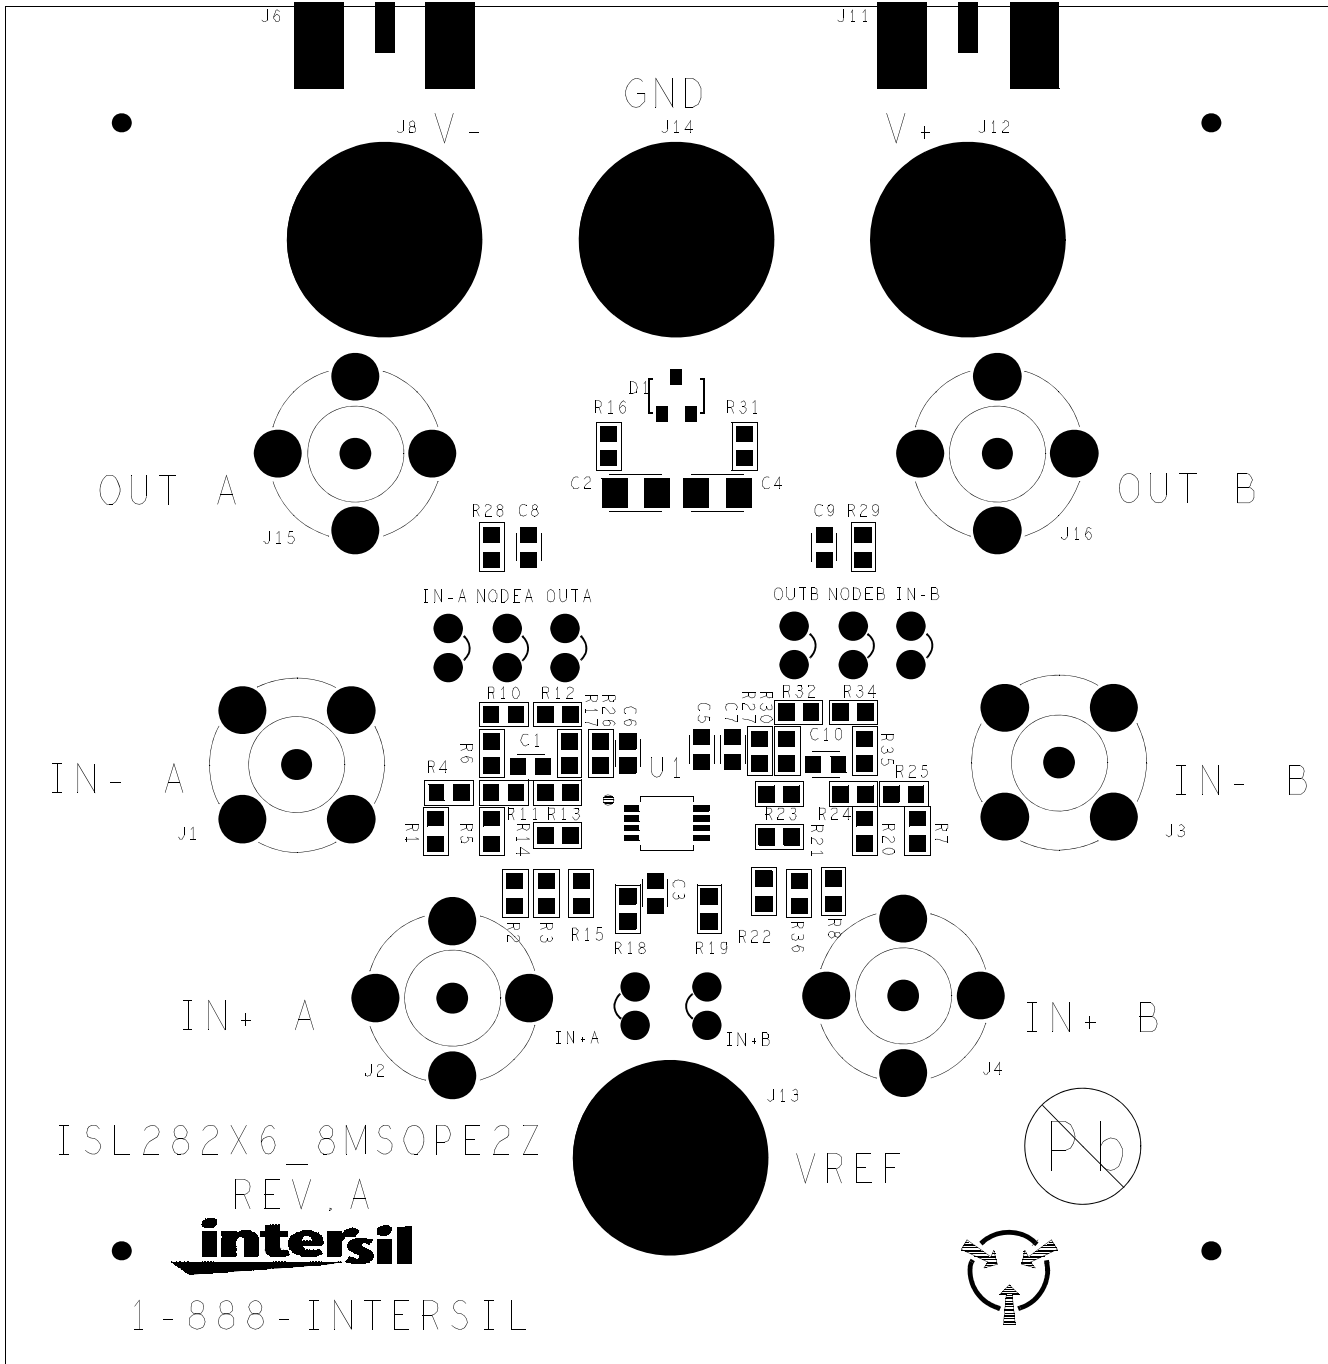 J6
J11
GND
J8 V- J14 V+ J12
D1
R16 R31
C2 C4
OUT A OUT B
R28 C8 C9 R29
J15 J16
IN-A NODEA OUTA OUTB NODEB IN-B
R10 R12 R17 R26 C6 C5 C7 R27 R30 R32 R34
R6 C1 C10 R35
IN- A R4 U1 R25 IN- B
R11 R13 R23 R24
J1 R1 R5 R14 R21 R20 R7 J3
C3
R2 R3 R15 R18 R19 R22 R36 R8
IN+ A IN+ B
IN+A IN+B
J2 J4
J13
ISL282X6_8MSOPE2Z
Pb
VREF
REV.A
intersil
1-888-INTERSIL